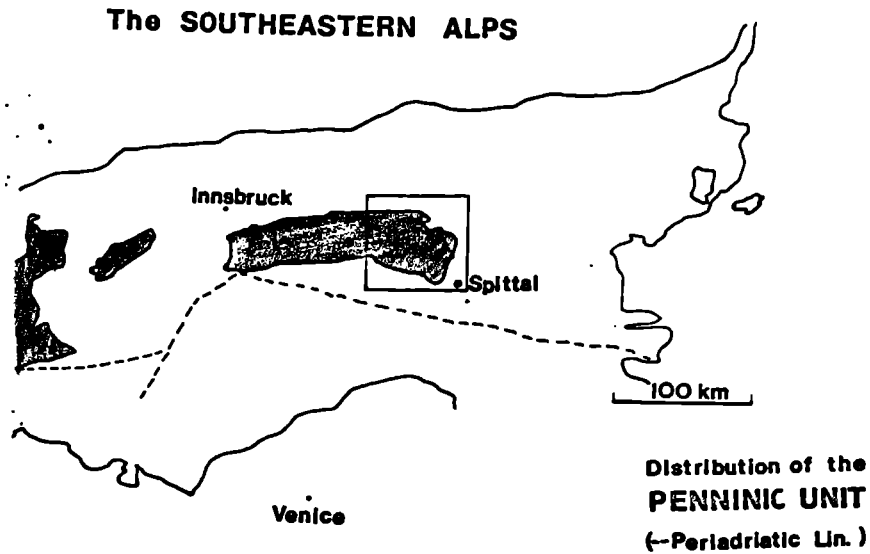 The SOUTHEASTERN ALPS
Innsbruck
Spittal
100 km
Venice
Distribution of the
PENNINIC UNIT
(--Periadriatic Lin.)